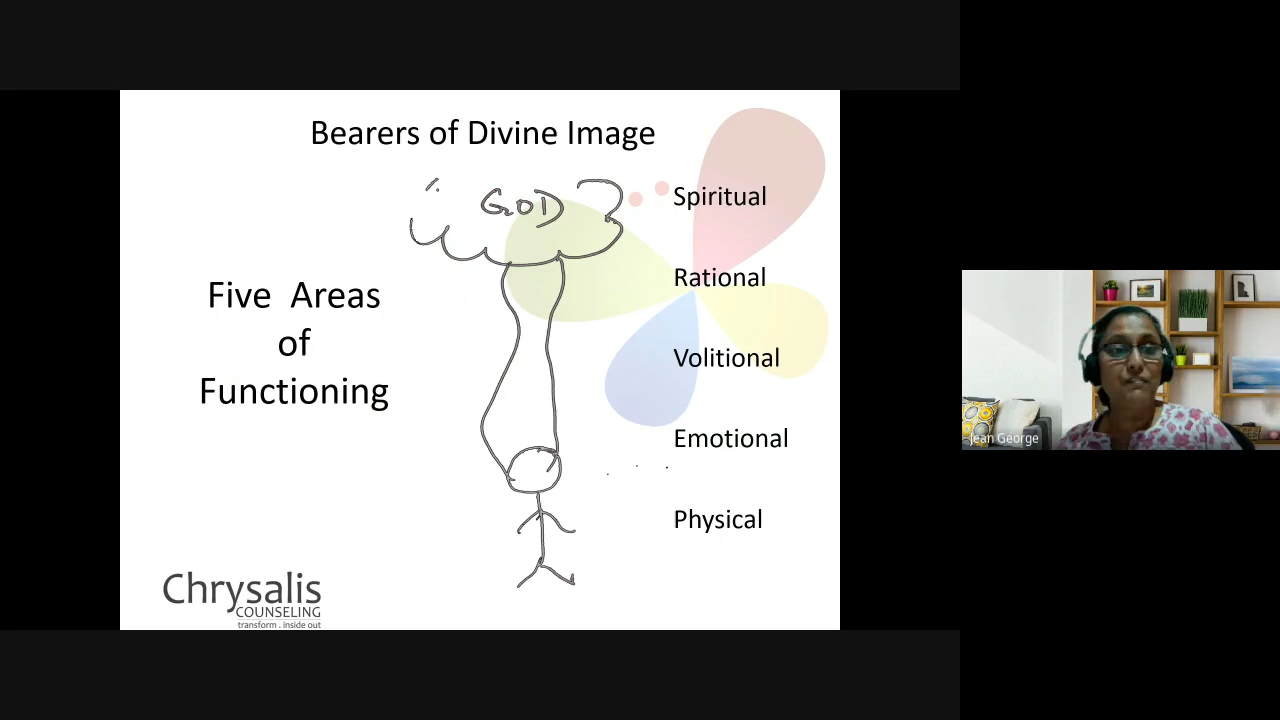 Bearers of Divine Image
GOD
Spiritual
Rational
Five Areas
of
Functioning
Volitional
Emotional
Physical
Chrysalis
COUNSELING
transform . inside out
Jean George